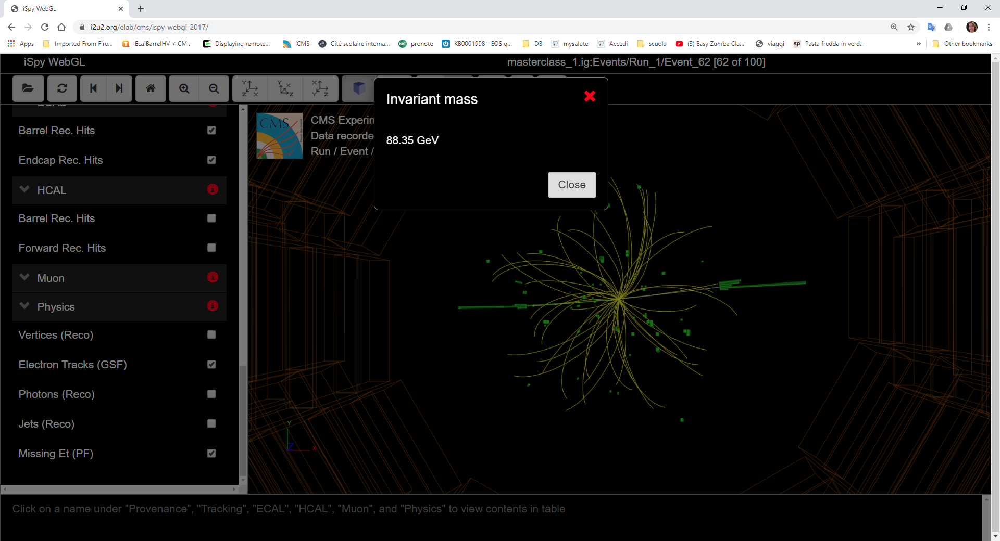 iSpy WebGL
i2u2.org/elab/cms/ispy-webgl-2017/
Apps Imported From Fire... EcalBarrelHV < CM... Displaying remote... iCMS Cité scolaire interna... pronote KB0001998 - EOS q... DB mysalute Accedi scuola (3) Easy Zumba Cla... viaggi sp Pasta fredda in verd... » Other bookmarks
iSpy WebGL masterclass_1.ig:Events/Run_1/Event_62 [62 of 100]
Y Z X
Y X Z
X Y Z
Invariant mass
88.35 GeV
Close
ECAL
Barrel Rec. Hits
Endcap Rec. Hits
HCAL
Barrel Rec. Hits
Forward Rec. Hits
Muon
Physics
Vertices (Reco)
Electron Tracks (GSF)
Photons (Reco)
Jets (Reco)
Missing Et (PF)
CMS
CMS Experim
Data recorde
Run / Event /
Y
Z X
Click on a name under "Provenance", "Tracking", "ECAL", "HCAL", "Muon", and "Physics" to view contents in table